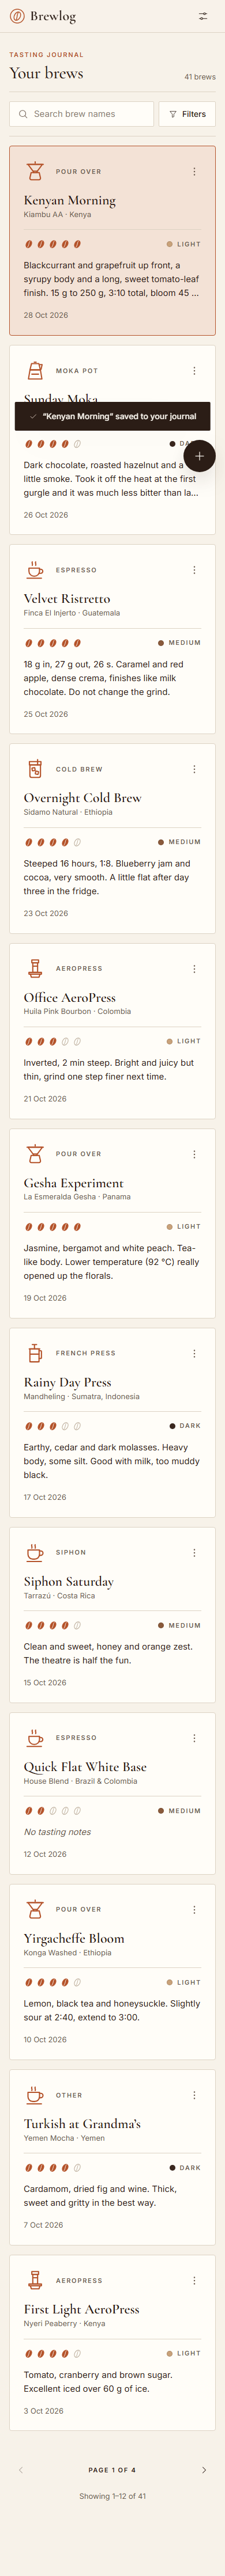 Brewlog
TASTING JOURNAL
Your brews
41 brews
Search brew names
Filters
POUR OVER
Kenyan Morning
Kiambu AA · Kenya
LIGHT
Blackcurrant and grapefruit up front, a
syrupy body and a long, sweet tomato-leaf
finish. 15 g to 250 g, 3:10 total, bloom 45 ...
28 Oct 2026
MOKA POT
Sunday Moka
"Kenyan Morning" saved to your journal
Dark chocolate, roasted hazelnut and a
little smoke. Took it off the heat at the first
gurgle and it was much less bitter than la...
26 Oct 2026
ESPRESSO
Velvet Ristretto
Finca El Injerto · Guatemala
MEDIUM
18 g in, 27 g out, 26 s. Caramel and red
apple, dense crema, finishes like milk
chocolate. Do not change the grind.
25 Oct 2026
COLD BREW
Overnight Cold Brew
Sidamo Natural · Ethiopia
MEDIUM
Steeped 16 hours, 1:8. Blueberry jam and
cocoa, very smooth. A little flat after day
three in the fridge.
23 Oct 2026
AEROPRESS
Office AeroPress
Huila Pink Bourbon · Colombia
LIGHT
Inverted, 2 min steep. Bright and juicy but
thin, grind one step finer next time.
21 Oct 2026
POUR OVER
Gesha Experiment
La Esmeralda Gesha · Panama
LIGHT
Jasmine, bergamot and white peach. Tea-
like body. Lower temperature (92 °C) really
opened up the florals.
19 Oct 2026
FRENCH PRESS
Rainy Day Press
Mandheling · Sumatra, Indonesia
DARK
Earthy, cedar and dark molasses. Heavy
body, some silt. Good with milk, too muddy
black.
17 Oct 2026
SIPHON
Siphon Saturday
Tarrazú · Costa Rica
MEDIUM
Clean and sweet, honey and orange zest.
The theatre is half the fun.
15 Oct 2026
ESPRESSO
Quick Flat White Base
House Blend · Brazil & Colombia
MEDIUM
No tasting notes
12 Oct 2026
POUR OVER
Yirgacheffe Bloom
Konga Washed · Ethiopia
LIGHT
Lemon, black tea and honeysuckle. Slightly
sour at 2:40, extend to 3:00.
10 Oct 2026
OTHER
Turkish at Grandma's
Yemen Mocha · Yemen
DARK
Cardamom, dried fig and wine. Thick,
sweet and gritty in the best way.
7 Oct 2026
AEROPRESS
First Light AeroPress
Nyeri Peaberry · Kenya
LIGHT
Tomato, cranberry and brown sugar.
Excellent iced over 60 g of ice.
3 Oct 2026
PAGE 1 OF 4
Showing 1–12 of 41